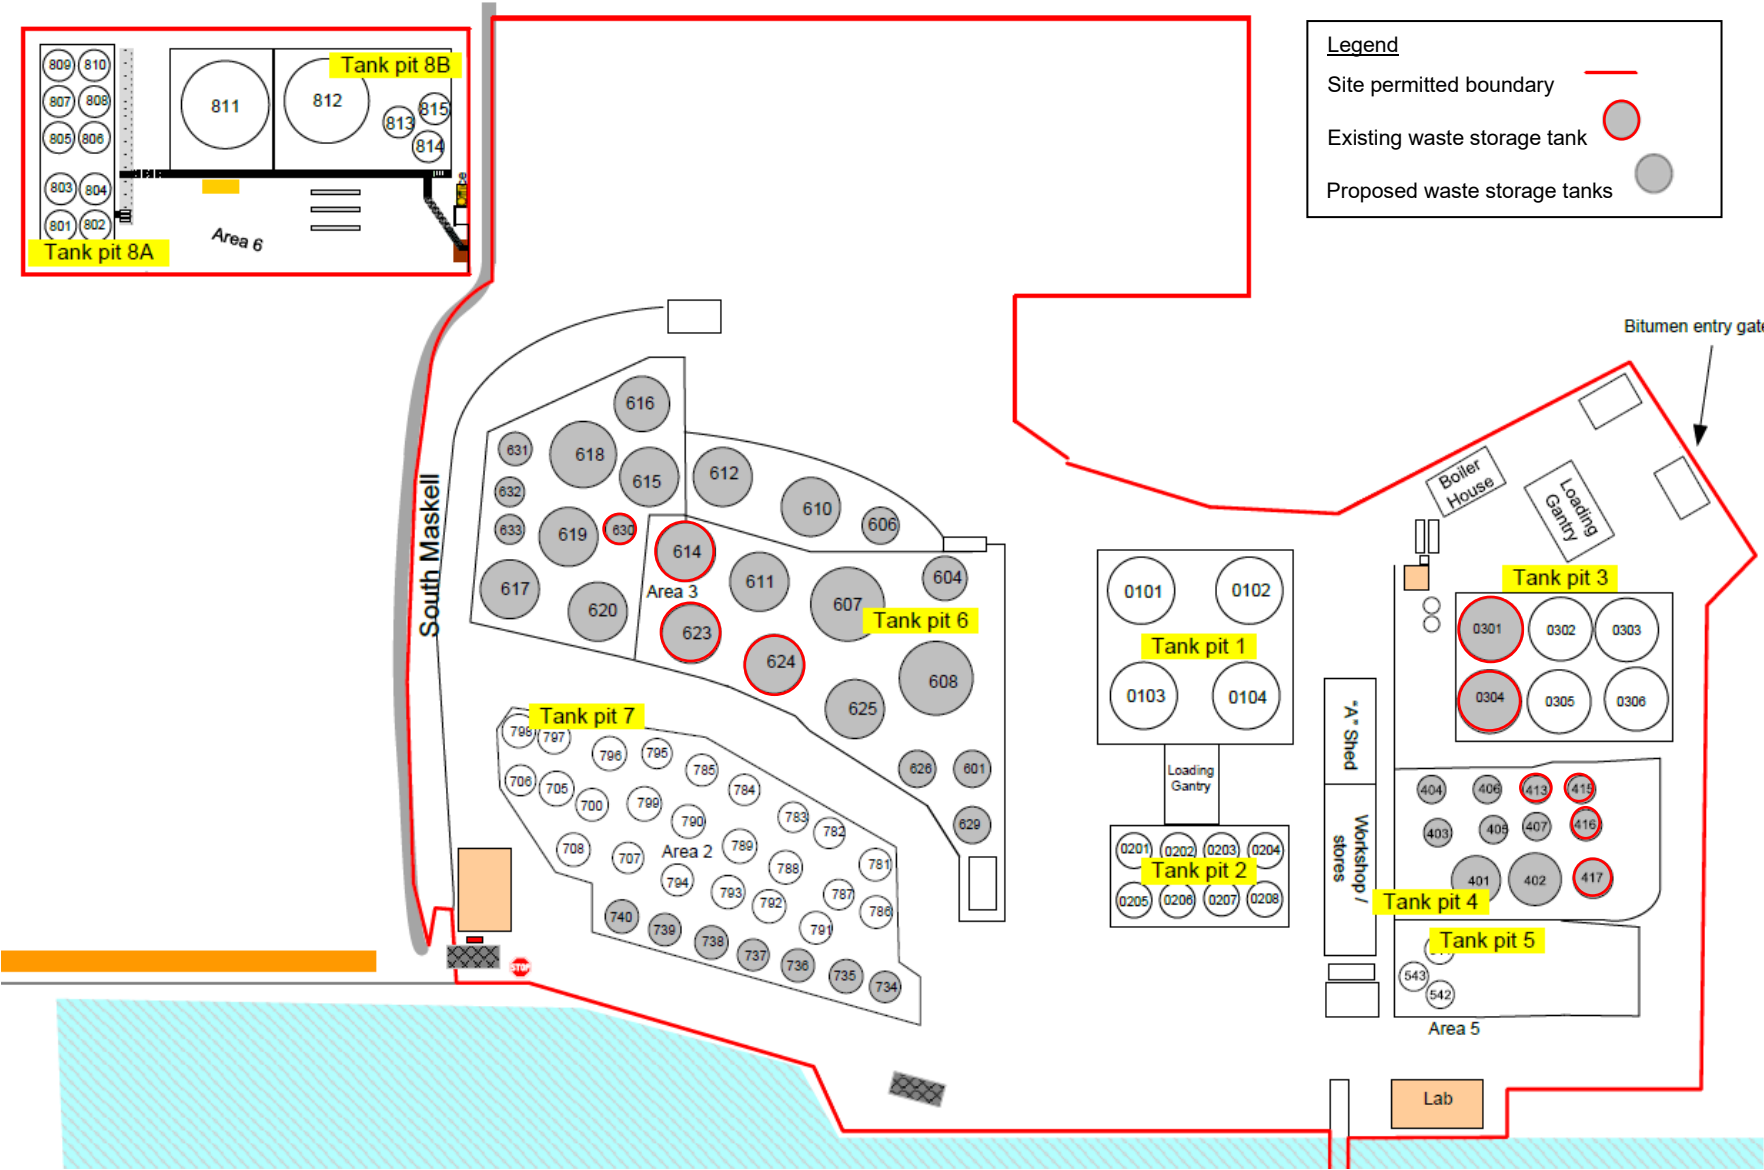 Legend
Site permitted boundary
Existing waste storage tank
Proposed waste storage tanks
Tank pit 8B
809 810
807 808
805 806
803 804
801 802
811
812
813
815
814
Tank pit 8A
Area 6
Bitumen entry gate
South Maskell
616
631
618
615
632
633
619
630
617
620
612
610
606
614
Area 3
611
607
604
Tank pit 6
623
624
608
625
626
601
629
Tank pit 7
798
797
796
795
785
784
706
705
700
799
790
783
782
708
707
Area 2
789
788
781
794
793
792
787
786
791
740
739
738
737
736
735
734
STOP
0101
0102
Tank pit 1
0103
0104
Loading
Gantry
0201 0202 0203 0204
Tank pit 2
0205 0206 0207 0208
"A" Shed
Workshop /
stores
Boiler
House
Loading
Gantry
Tank pit 3
0301
0302
0303
0304
0305
0306
404
406
413
415
403
405
407
416
401
402
417
Tank pit 4
Tank pit 5
543
542
Area 5
Lab